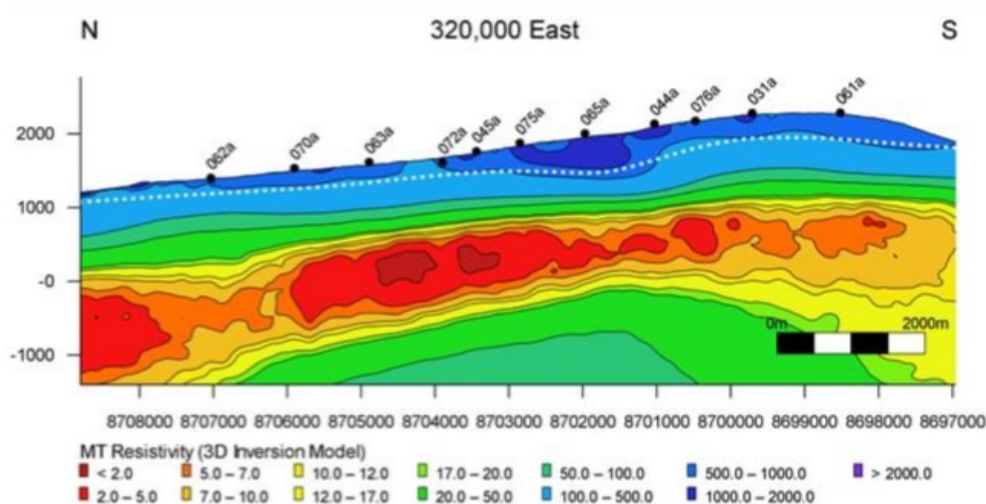 N 320,000 East S
062a 070a 063a 072a 045a 075a 065a 044a 076a 031a 061a
2000
1000
-0
-1000
0m 2000m
8708000 8707000 8706000 8705000 8704000 8703000 8702000 8701000 8700000 8699000 8698000 8697000
MT Resistivity (3D Inversion Model)
< 2.0 5.0 – 7.0 10.0 – 12.0 17.0 – 20.0 50.0 – 100.0 500.0 – 1000.0 > 2000.0
2.0 – 5.0 7.0 – 10.0 12.0 – 17.0 20.0 – 50.0 100.0 – 500.0 1000.0 – 2000.0